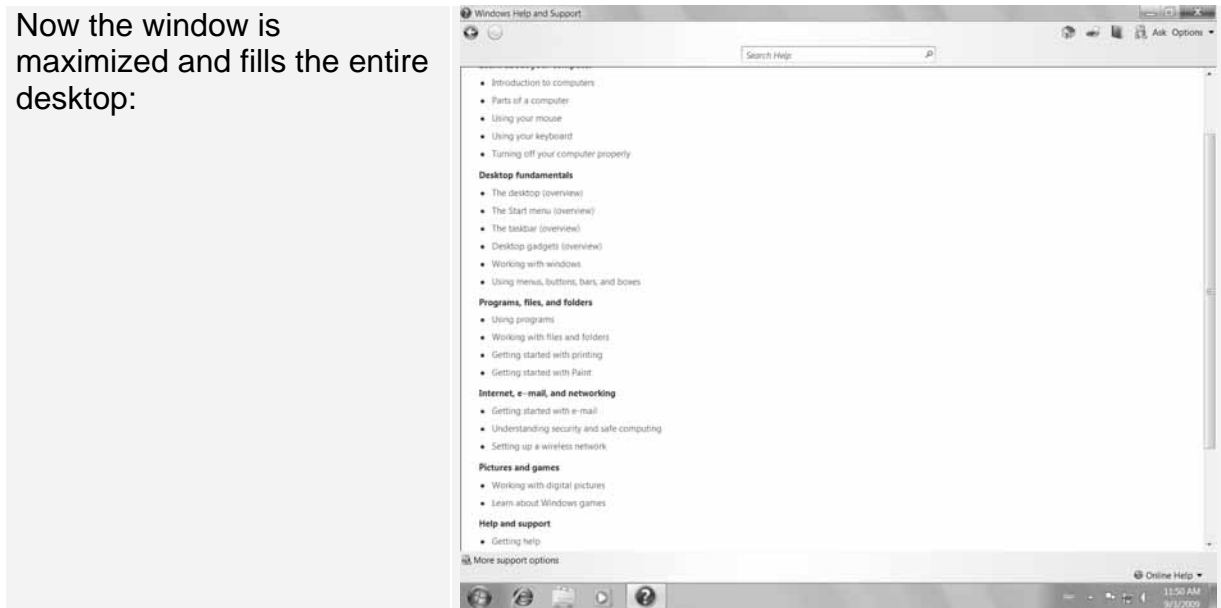 Now the window is
maximized and fills the entire
desktop:
Windows Help and Support
Ask Options
Search Help
• Introduction to computers
• Parts of a computer
• Using your mouse
• Using your keyboard
• Turning off your computer properly
Desktop fundamentals
• The desktop (overview)
• The Start menu (overview)
• The taskbar (overview)
• Desktop gadgets (overview)
• Working with windows
• Using menus, buttons, bars, and boxes
Programs, files, and folders
• Using programs
• Working with files and folders
• Getting started with printing
• Getting started with Paint
Internet, e-mail, and networking
• Getting started with e-mail
• Understanding security and safe computing
• Setting up a wireless network
Pictures and games
• Working with digital pictures
• Learn about Windows games
Help and support
• Getting help
More support options
Online Help
11:50 AM
9/3/2009